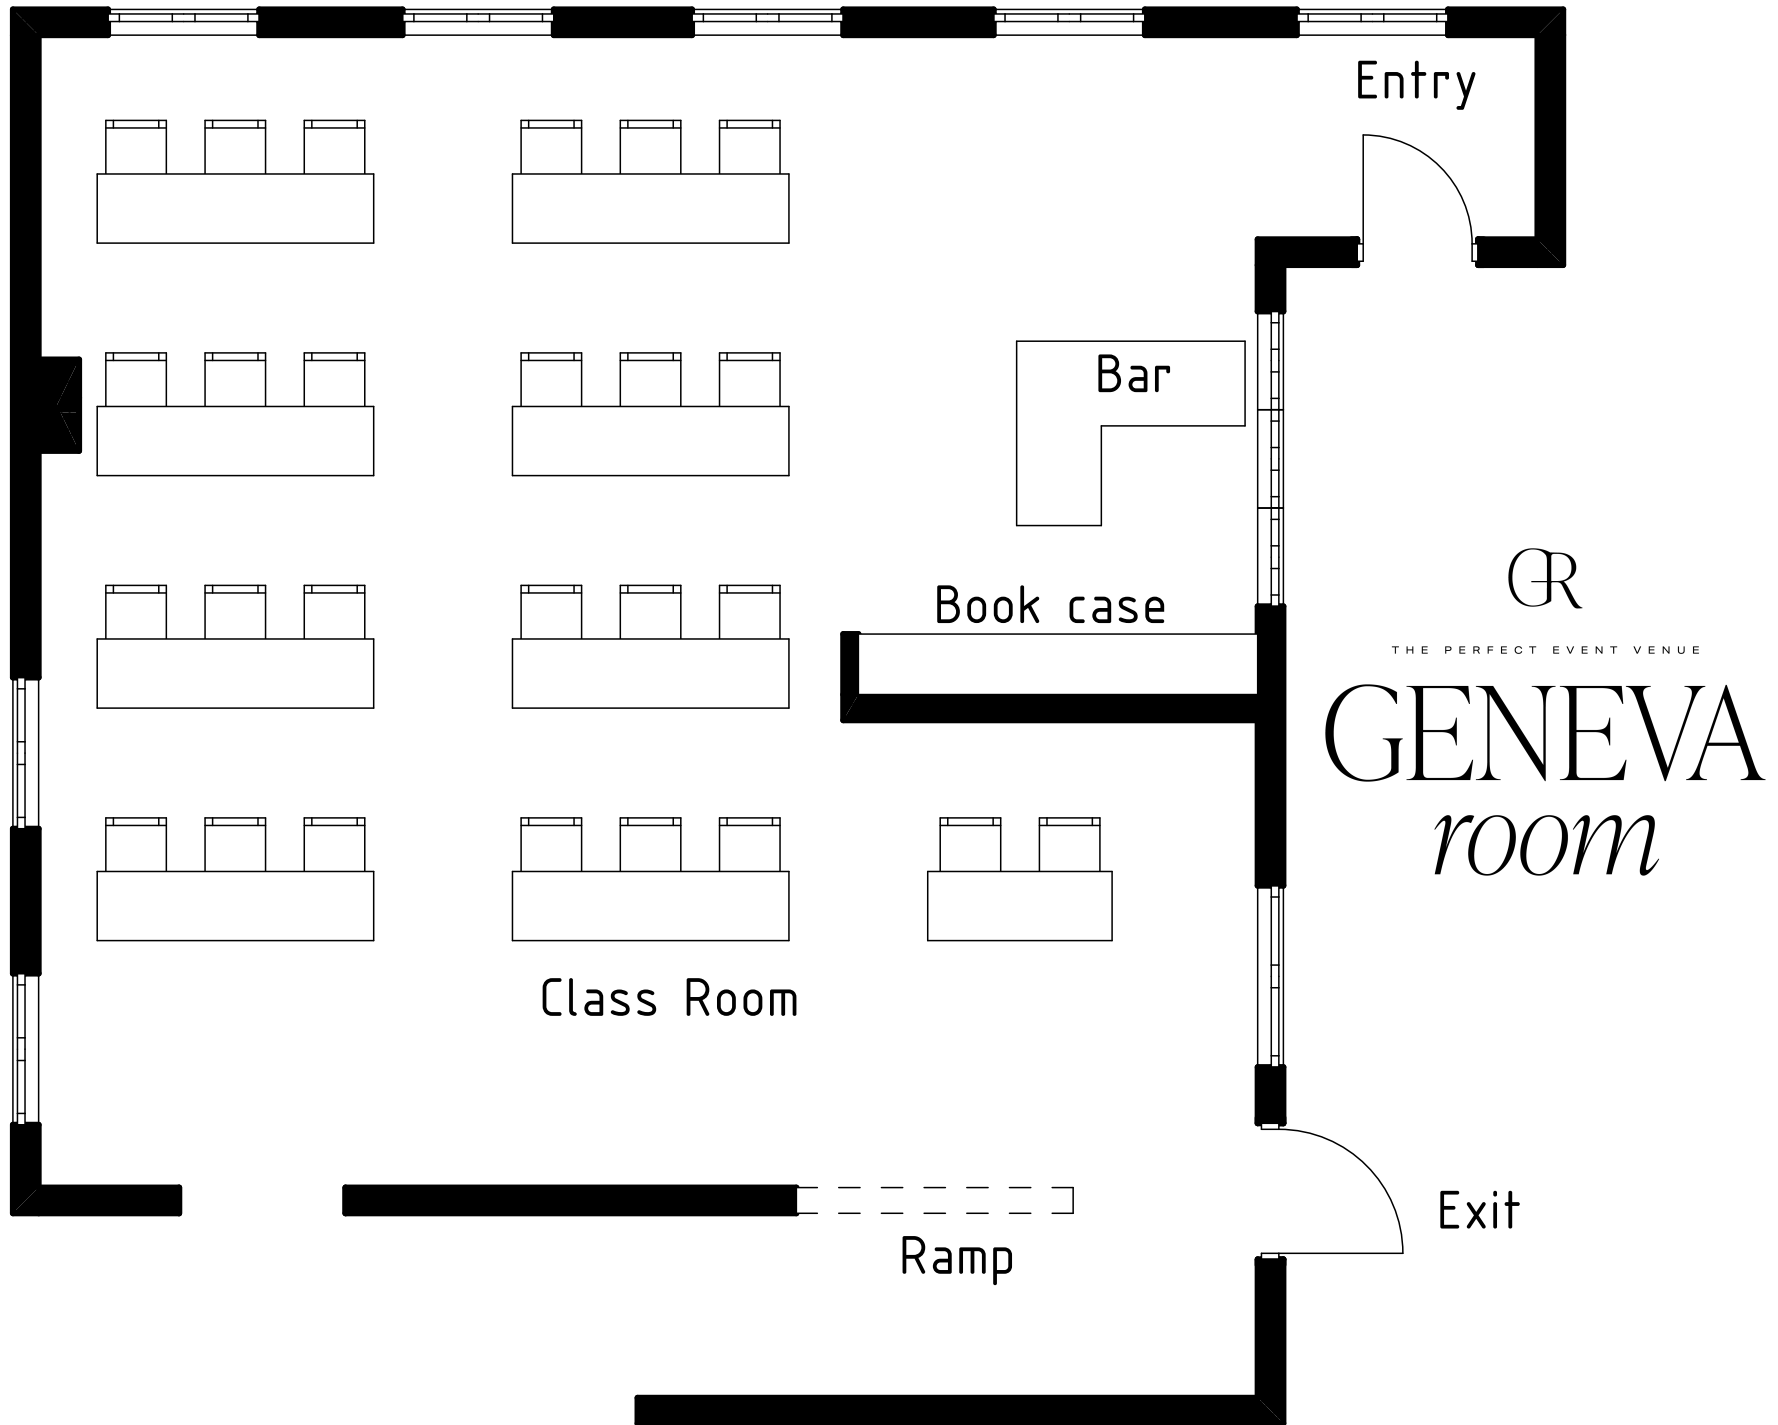 Entry
Bar
Book case
GR
THE PERFECT EVENT VENUE
GENEVA
room
Class Room
Exit
Ramp